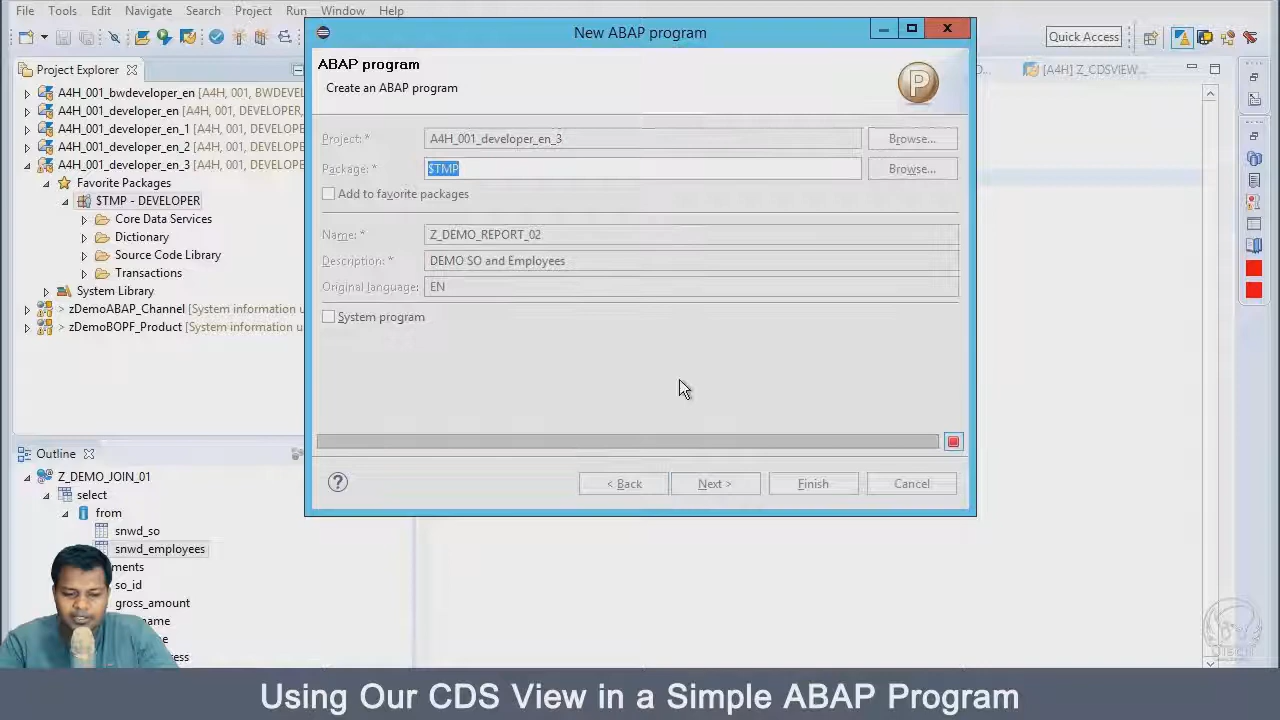 File Edit Navigate Search Project Run Window Help
New ABAP program
Quick Access
Project Explorer
ABAP program
Create an ABAP program
P
[A4H] Z_CDSVIEW...
A4H_001_bwdeveloper_en [A4H, 001, BWDEVEL
A4H_001_developer_en [A4H, 001, DEVELOPER,
A4H_001_developer_en_1 [A4H, 001, DEVELOPER
A4H_001_developer_en_2 [A4H, 001, DEVELOPER
A4H_001_developer_en_3 [A4H, 001, DEVELOPER
Favorite Packages
$TMP - DEVELOPER
Core Data Services
Dictionary
Source Code Library
Transactions
System Library
> zDemoABAP_Channel [System information u
> zDemoBOPF_Product [System information u
Project: * A4H_001_developer_en_3 Browse...
Package: * $TMP Browse...
Add to favorite packages
Name: * Z_DEMO_REPORT_02
Description: * DEMO SO and Employees
Original language: EN
System program
? < Back Next > Finish Cancel
Outline
Z_DEMO_JOIN_01
select
from
snwd_so
snwd_employees
ments
so_id
gross_amount
name
Using Our CDS View in a Simple ABAP Program